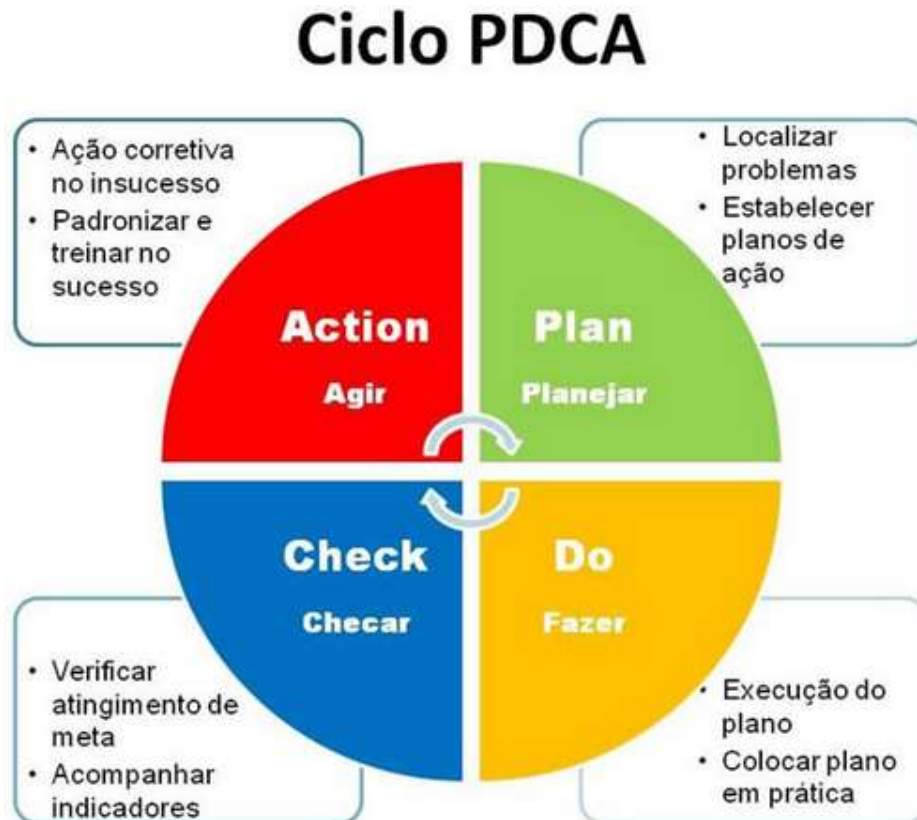 Ciclo PDCA
• Ação corretiva
no insucesso
• Padronizar e
treinar no
sucesso
• Localizar
problemas
• Estabelecer
planos de
ação
Action
Agir
Plan
Planejar
Check
Checar
Do
Fazer
• Verificar
atingimento de
meta
• Acompanhar
indicadores
• Execução do
plano
• Colocar plano
em prática